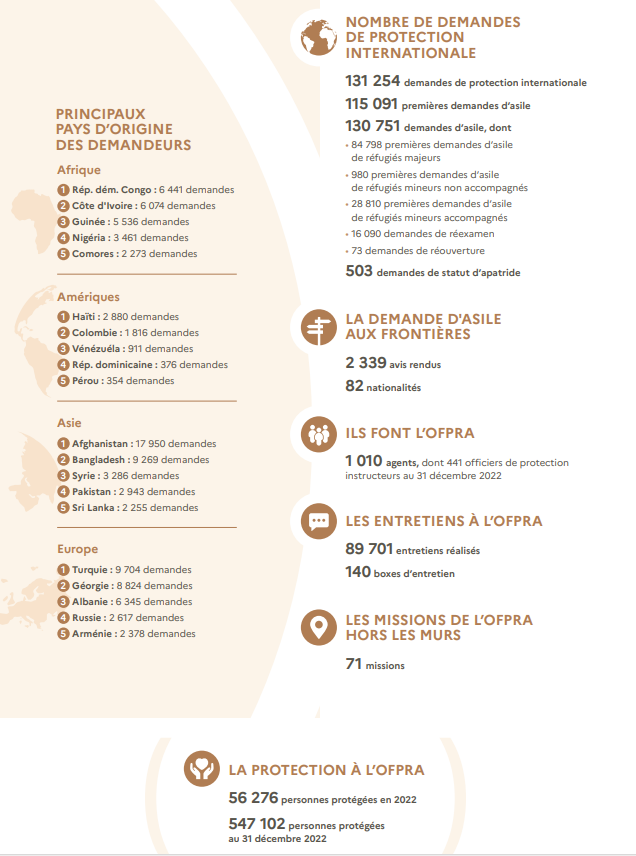 PRINCIPAUX
PAYS D'ORIGINE
DES DEMANDEURS
Afrique
1 Rép. dém. Congo : 6 441 demandes
2 Côte d'Ivoire : 6 074 demandes
3 Guinée : 5 536 demandes
4 Nigéria : 3 461 demandes
5 Comores : 2 273 demandes
Amériques
1 Haïti : 2 880 demandes
2 Colombie : 1 816 demandes
3 Vénézuéla : 911 demandes
4 Rép. dominicaine : 376 demandes
5 Pérou : 354 demandes
Asie
1 Afghanistan : 17 950 demandes
2 Bangladesh : 9 269 demandes
3 Syrie : 3 286 demandes
4 Pakistan : 2 943 demandes
5 Sri Lanka : 2 255 demandes
Europe
1 Turquie : 9 704 demandes
2 Géorgie : 8 824 demandes
3 Albanie : 6 345 demandes
4 Russie : 2 617 demandes
5 Arménie : 2 378 demandes
NOMBRE DE DEMANDES
DE PROTECTION
INTERNATIONALE
131 254 demandes de protection internationale
115 091 premières demandes d'asile
130 751 demandes d'asile, dont
• 84 798 premières demandes d'asile
de réfugiés majeurs
• 980 premières demandes d'asile
de réfugiés mineurs non accompagnés
• 28 810 premières demandes d'asile
de réfugiés mineurs accompagnés
• 16 090 demandes de réexamen
• 73 demandes de réouverture
503 demandes de statut d'apatride
LA DEMANDE D'ASILE
AUX FRONTIÈRES
2 339 avis rendus
82 nationalités
ILS FONT L'OFPRA
1 010 agents, dont 441 officiers de protection
instructeurs au 31 décembre 2022
LES ENTRETIENS À L'OFPRA
89 701 entretiens réalisés
140 boxes d'entretien
LES MISSIONS DE L'OFPRA
HORS LES MURS
71 missions
LA PROTECTION À L'OFPRA
56 276 personnes protégées en 2022
547 102 personnes protégées
au 31 décembre 2022